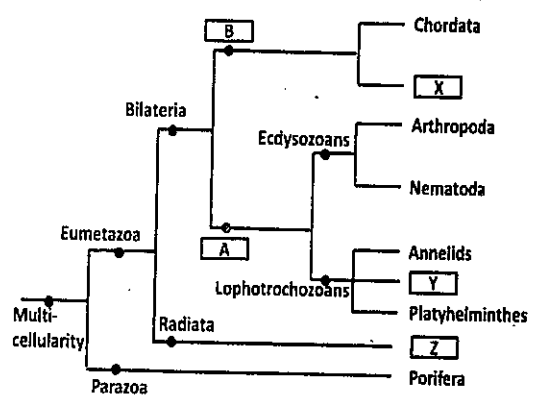 Chordata
B
X
Bilateria
Arthropoda
Ecdysozoans
Nematoda
Eumetazoa
Annelids
A
Y
Lophotrochozoans
Platyhelminthes
Multi-
cellularity
Radiata
Z
Porifera
Parazoa